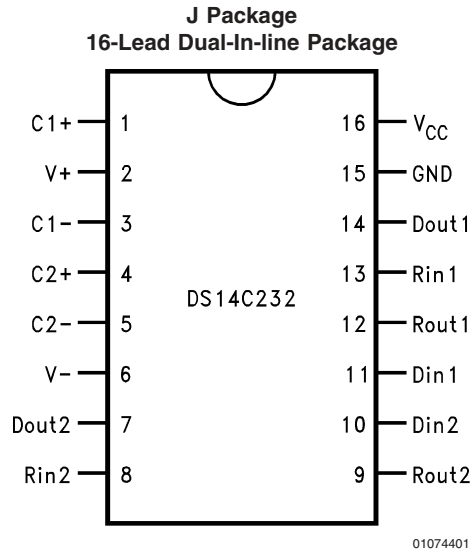 J Package
16-Lead Dual-In-line Package
C1+ 1 16 VCC
V+ 2 15 GND
C1- 3 14 Dout1
C2+ 4 13 Rin1
DS14C232
C2- 5 12 Rout1
V- 6 11 Din1
Dout2 7 10 Din2
Rin2 8 9 Rout2
01074401